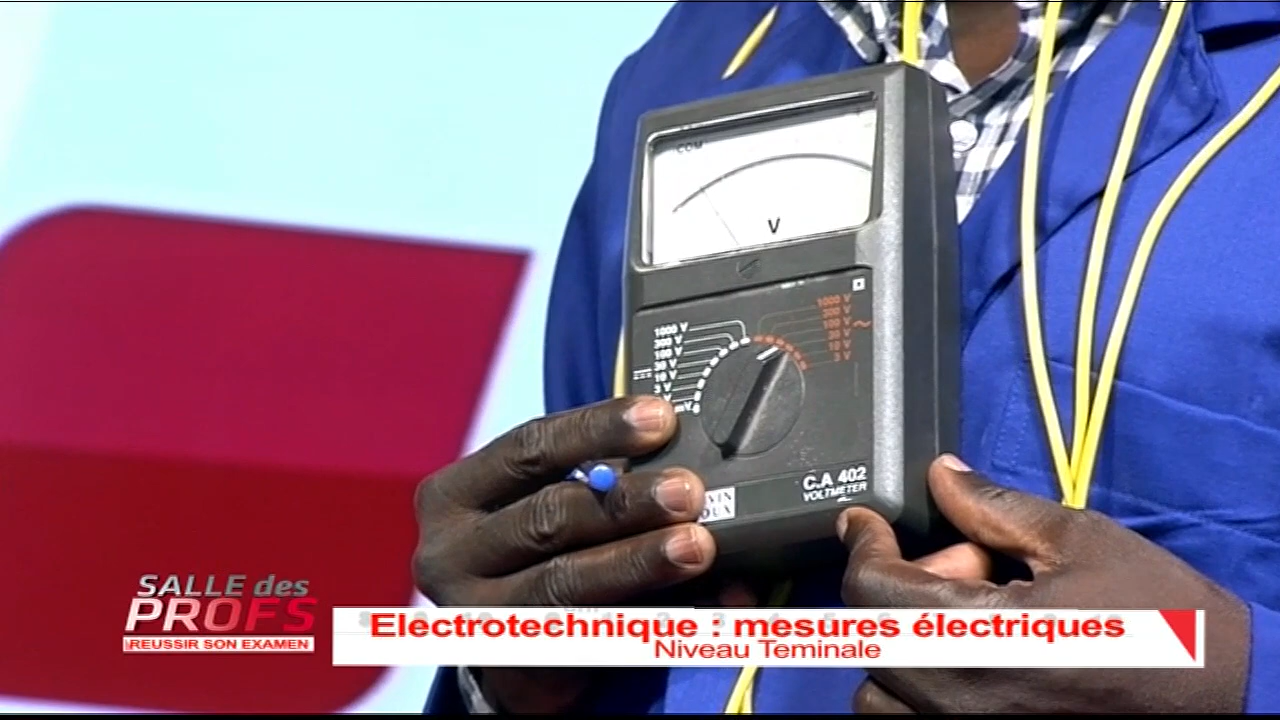 COM
V
1000 V
300 V
100 V
30 V
10 V
3 V
1000 V
300 V
100 V
30 V
10 V
3 V
C.A 402
VOLTMETER
SALLE des
PROFS
REUSSIR SON EXAMEN
Electrotechnique : mesures électriques
Niveau Teminale